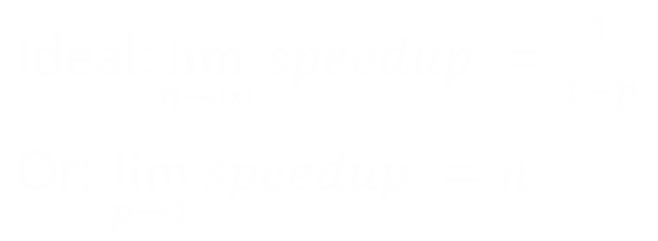 Ideal: lim speedup = 1
n→∞ 1 - p
Or: lim speedup = n
p→1